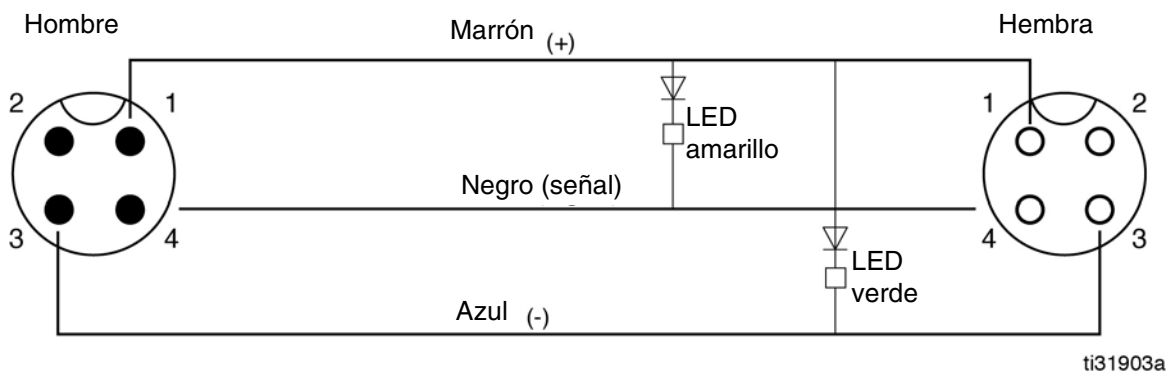 Hombre
Marrón (+)
Hembra
2
1
1
2
LED
amarillo
Negro (señal)
3
4
4
3
LED
verde
Azul (-)
ti31903a